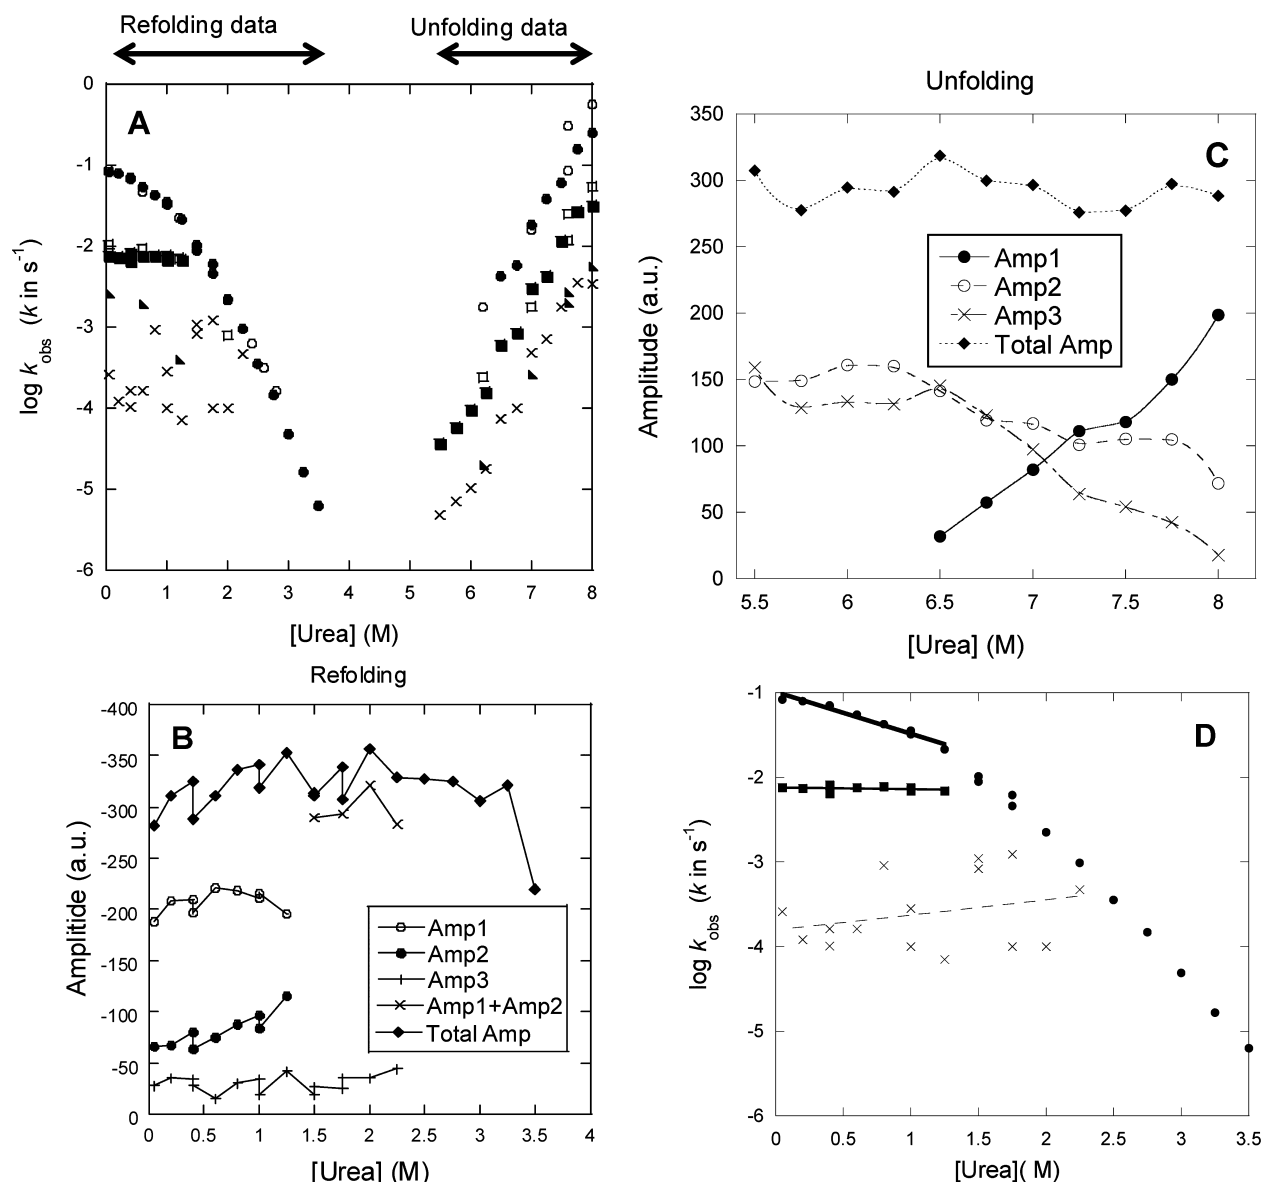 Refolding data
Unfolding data
A
0
-1
-2
-3
-4
-5
-6
log k_obs (k in s^-1)
0 1 2 3 4 5 6 7 8
[Urea] (M)
Unfolding
C
350
300
250
200
150
100
50
0
Amplitude (a.u.)
Amp1
Amp2
Amp3
Total Amp
5.5 6 6.5 7 7.5 8
[Urea] (M)
Refolding
B
-400
-350
-300
-250
-200
-150
-100
-50
0
Amplitide (a.u.)
Amp1
Amp2
Amp3
Amp1+Amp2
Total Amp
0 0.5 1 1.5 2 2.5 3 3.5 4
[Urea] (M)
D
-1
-2
-3
-4
-5
-6
log k_obs (k in s^-1)
0 0.5 1 1.5 2 2.5 3 3.5
[Urea]( M)